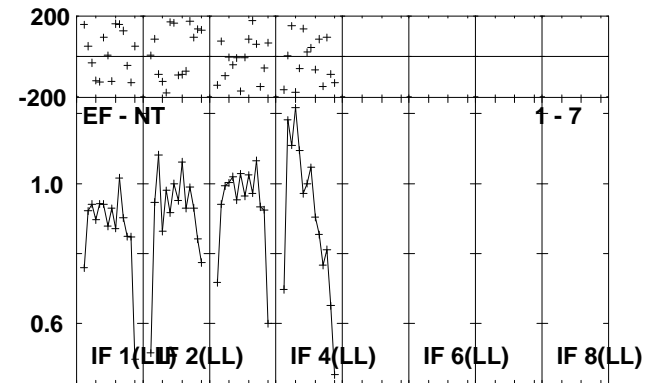 200
-200
EF - NT 1 - 7
1.0
0.6
IF 1(LL) IF 2(LL) IF 4(LL) IF 6(LL) IF 8(LL)